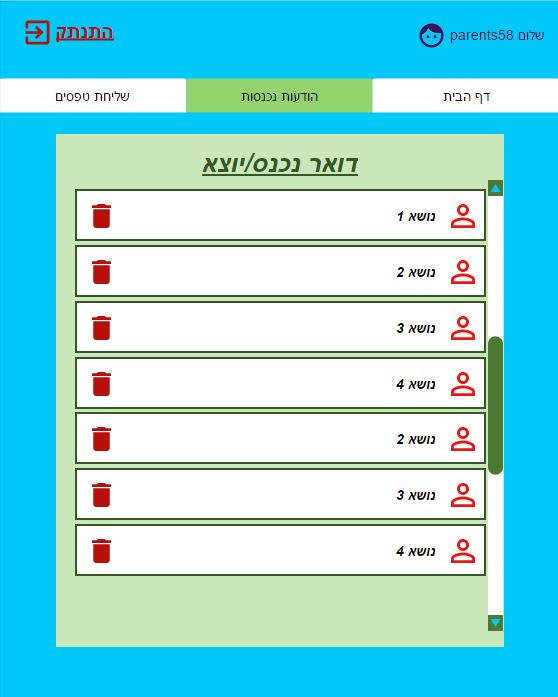 שלום parents58
התנתק
דף הבית
הודעות נכנסות
שליחת טפסים
דואר נכנס/יוצא
נושא 1
נושא 2
נושא 3
נושא 4
נושא 2
נושא 3
נושא 4